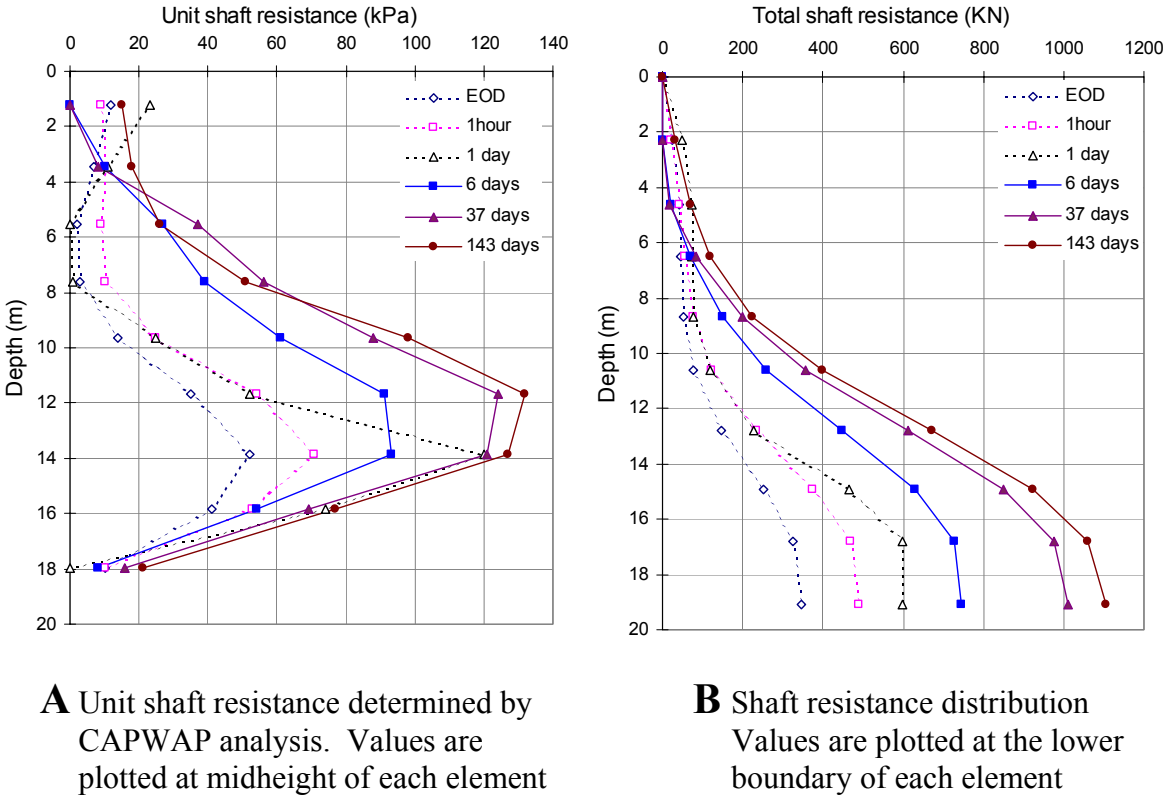 Unit shaft resistance (kPa)
0 20 40 60 80 100 120 140
0
2
4
6
8
10
12
14
16
18
20
Depth (m)
EOD
1hour
1 day
6 days
37 days
143 days
A Unit shaft resistance determined by
CAPWAP analysis. Values are
plotted at midheight of each element
Total shaft resistance (KN)
0 200 400 600 800 1000 1200
0
2
4
6
8
10
12
14
16
18
20
Depth (m)
EOD
1hour
1 day
6 days
37 days
143 days
B Shaft resistance distribution
Values are plotted at the lower
boundary of each element